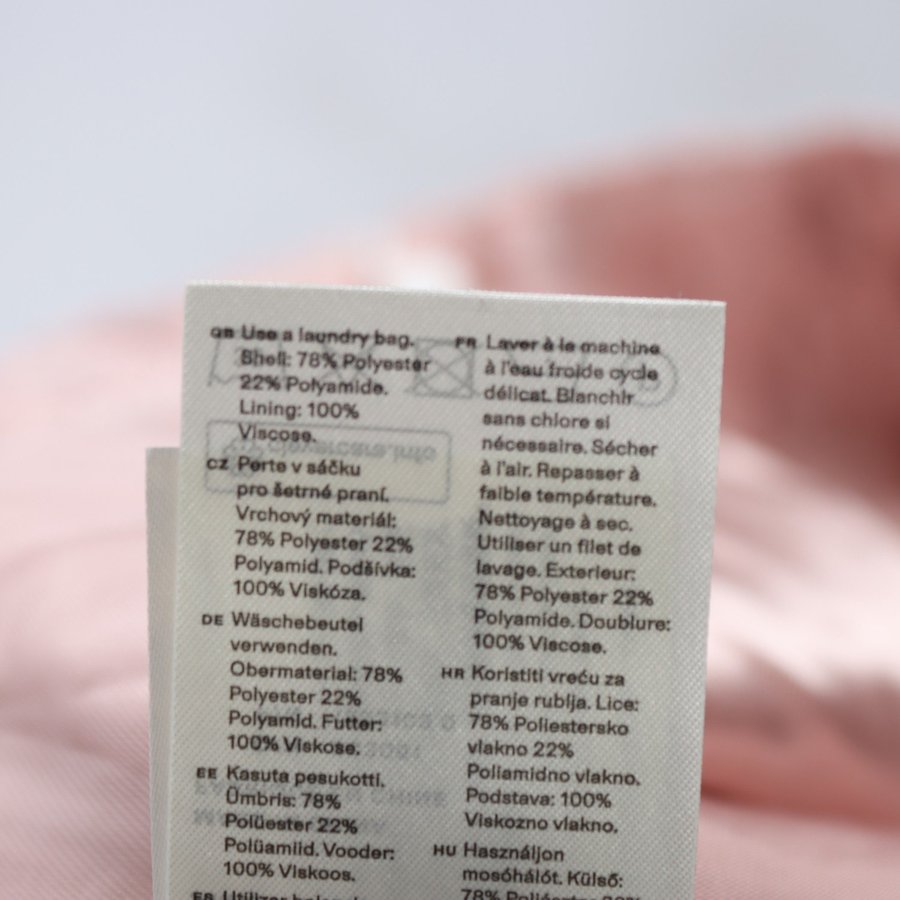 GB Use a laundry bag.
Shell: 78% Polyester
22% Polyamide.
Lining: 100%
Viscose.
CZ Perte v sáčku
pro šetrné praní.
Vrchový materiál:
78% Polyester 22%
Polyamid. Podšívka:
100% Viskóza.
DE Wäschebeutel
verwenden.
Obermaterial: 78%
Polyester 22%
Polyamid. Futter:
100% Viskose.
EE Kasuta pesukotti.
Ümbris: 78%
Polüester 22%
Polüamiid. Vooder:
100% Viskoos.
ES Utilizar
FR Laver à le machine
à l'eau froide cycle
délicat. Blanchir
sans chlore si
nécessaire. Sécher
à l'air. Repasser à
faible température.
Nettoyage à sec.
Utiliser un filet de
lavage. Exterieur:
78% Polyester 22%
Polyamide. Doublure:
100% Viscose.
HR Koristiti vreću za
pranje rublja. Lice:
78% Poliestersko
vlakno 22%
Poliamidno vlakno.
Podstava: 100%
Viskozno vlakno.
HU Használjon
mosóhálót. Külső:
78%